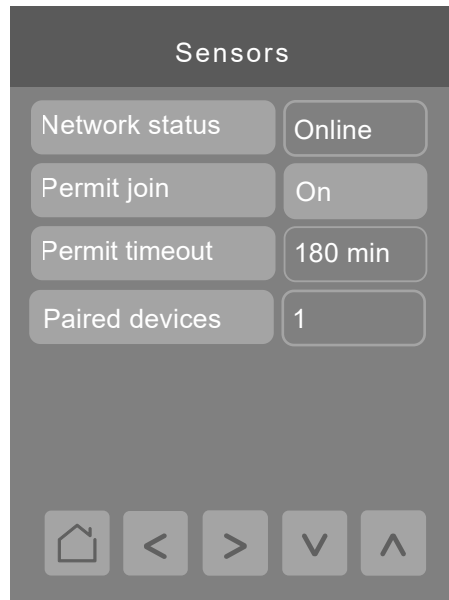 Sensors
Network status Online
Permit join On
Permit timeout 180 min
Paired devices 1